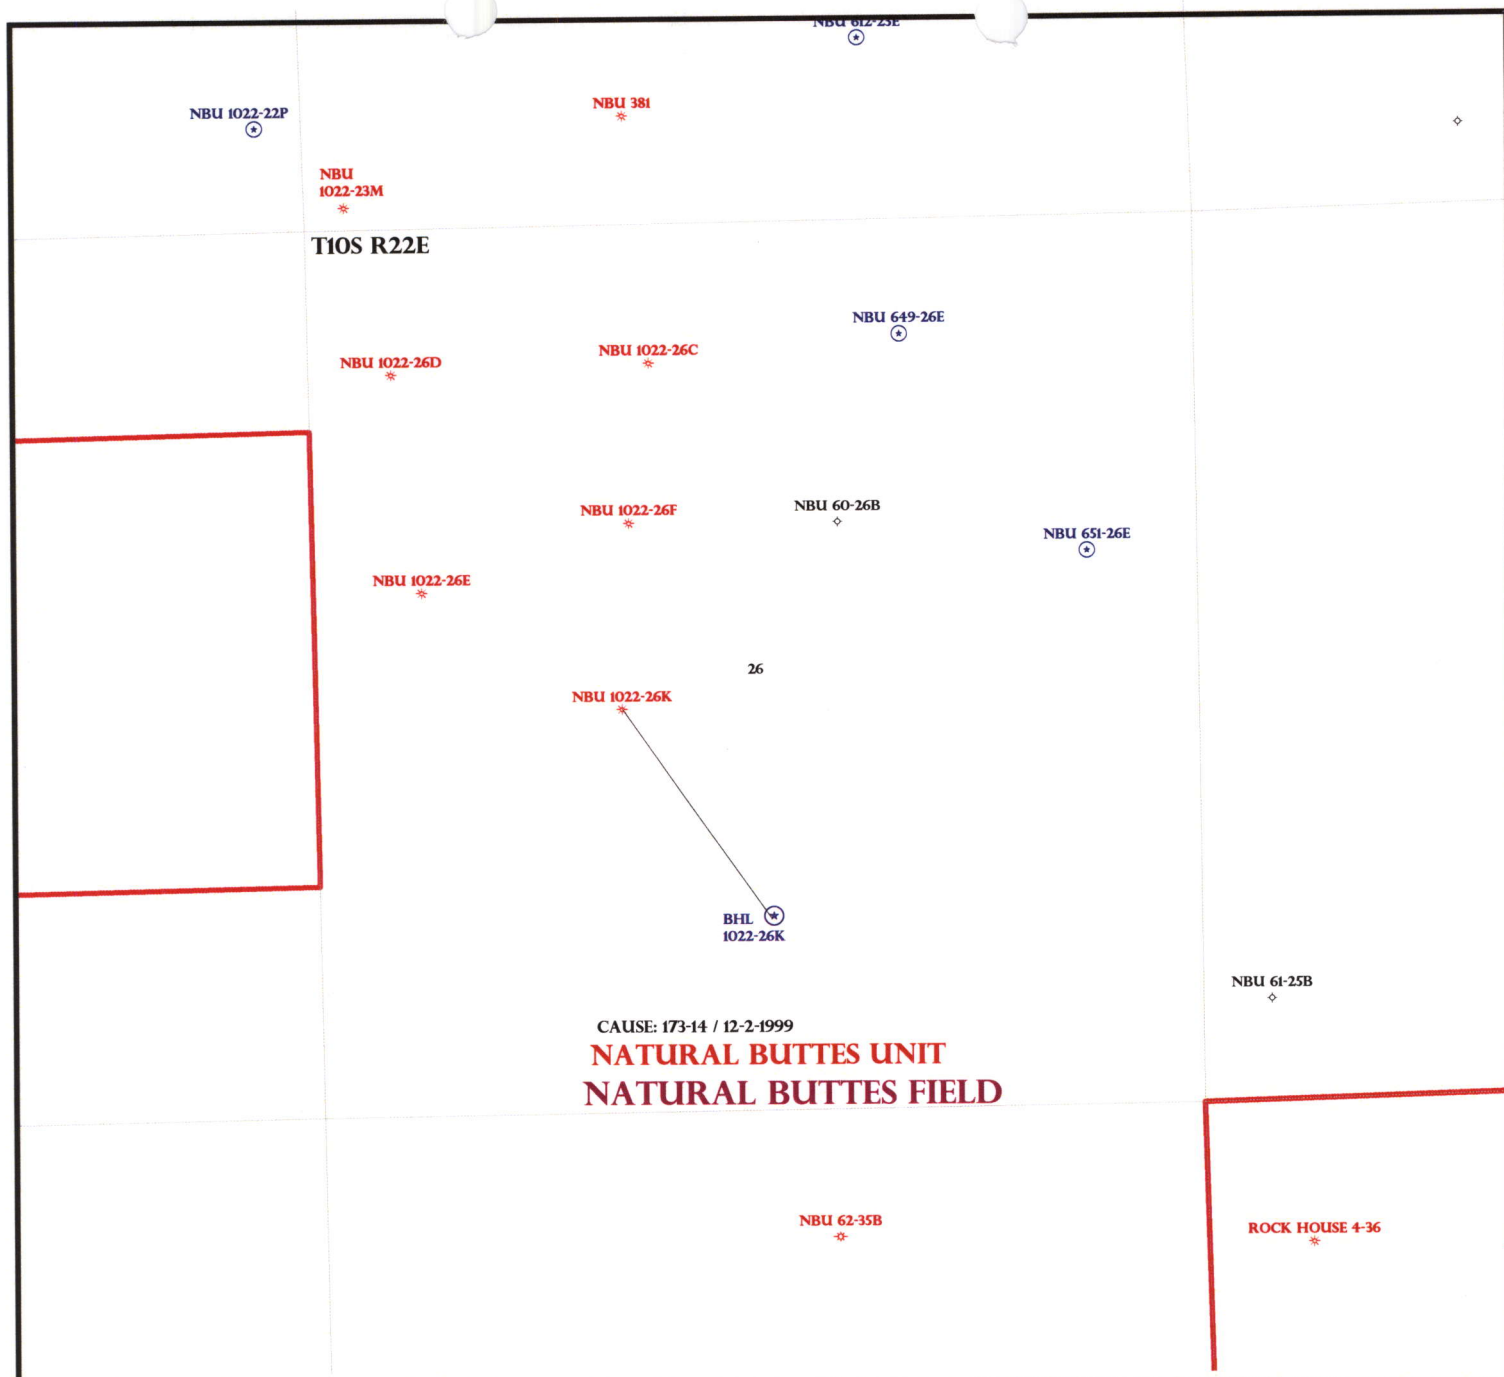 NBU 612-23E
NBU 381
NBU 1022-22P
NBU
1022-23M
T10S R22E
NBU 649-26E
NBU 1022-26C
NBU 1022-26D
NBU 60-26B
NBU 1022-26F
NBU 651-26E
NBU 1022-26E
26
NBU 1022-26K
BHL
1022-26K
NBU 61-25B
CAUSE: 173-14 / 12-2-1999
NATURAL BUTTES UNIT
NATURAL BUTTES FIELD
NBU 62-35B
ROCK HOUSE 4-36